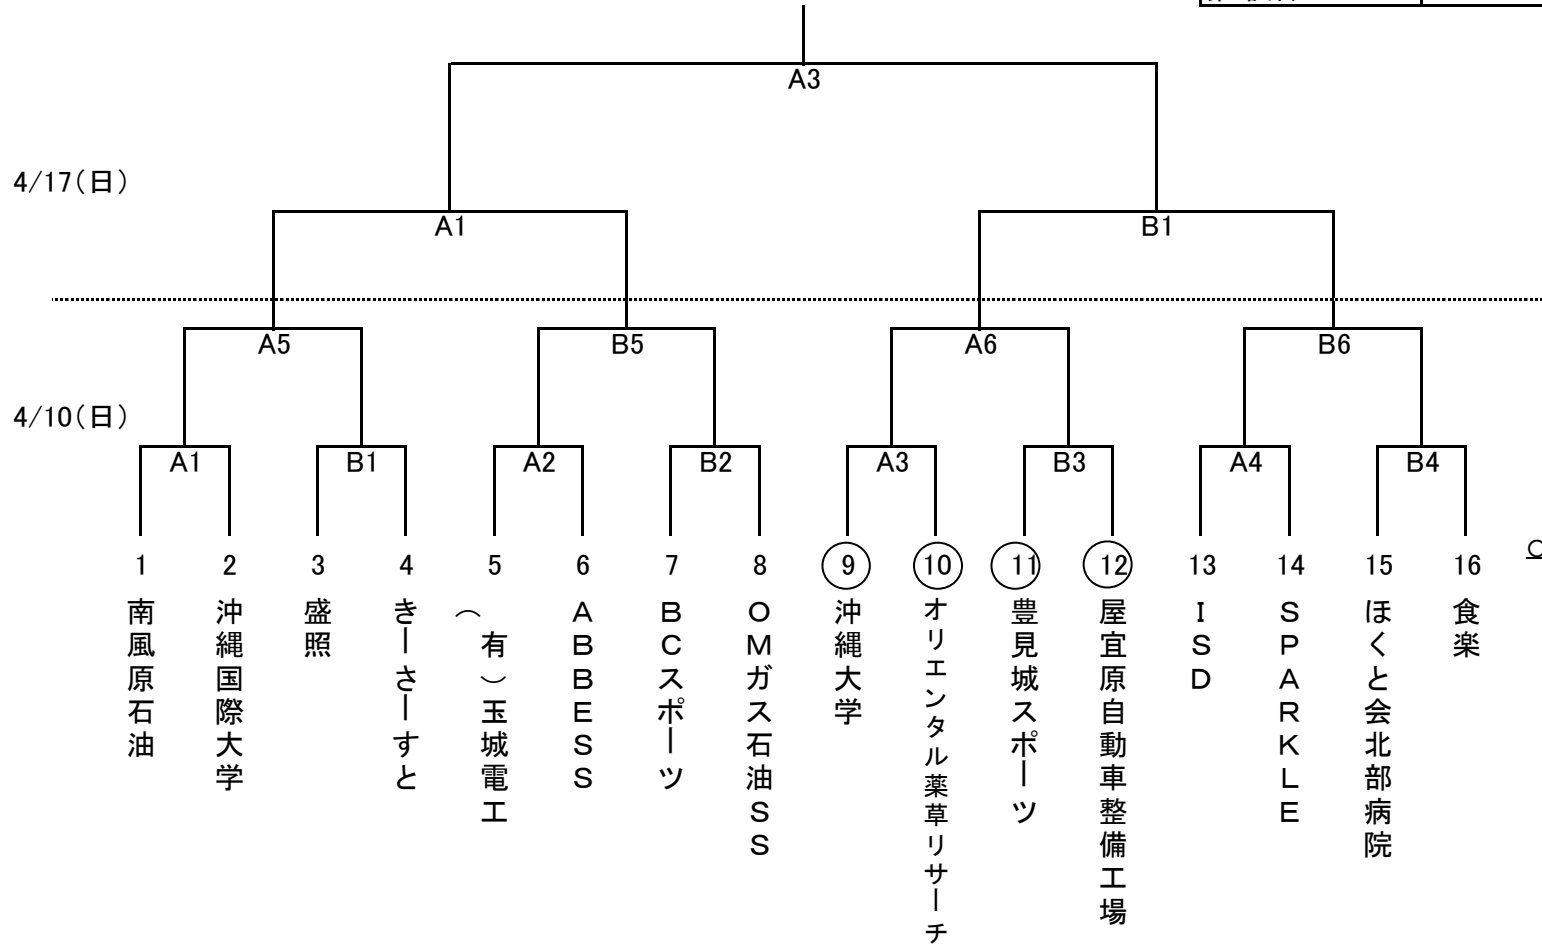 A3
4/17(日)
A1
B1
A5
B5
A6
B6
4/10(日)
A1
B1
A2
B2
A3
B3
A4
B4
1
2
3
4
5
6
7
8
9
10
11
12
13
14
15
16
南風原石油
沖縄国際大学
盛照
きーさーすと
(有)玉城電工
ABBESS
BCスポーツ
OMガス石油SS
沖縄大学
オリエンタル薬草リサーチ
豊見城スポーツ
屋宜原自動車整備工場
ISD
SPARKLE
ほくと会北部病院
食楽